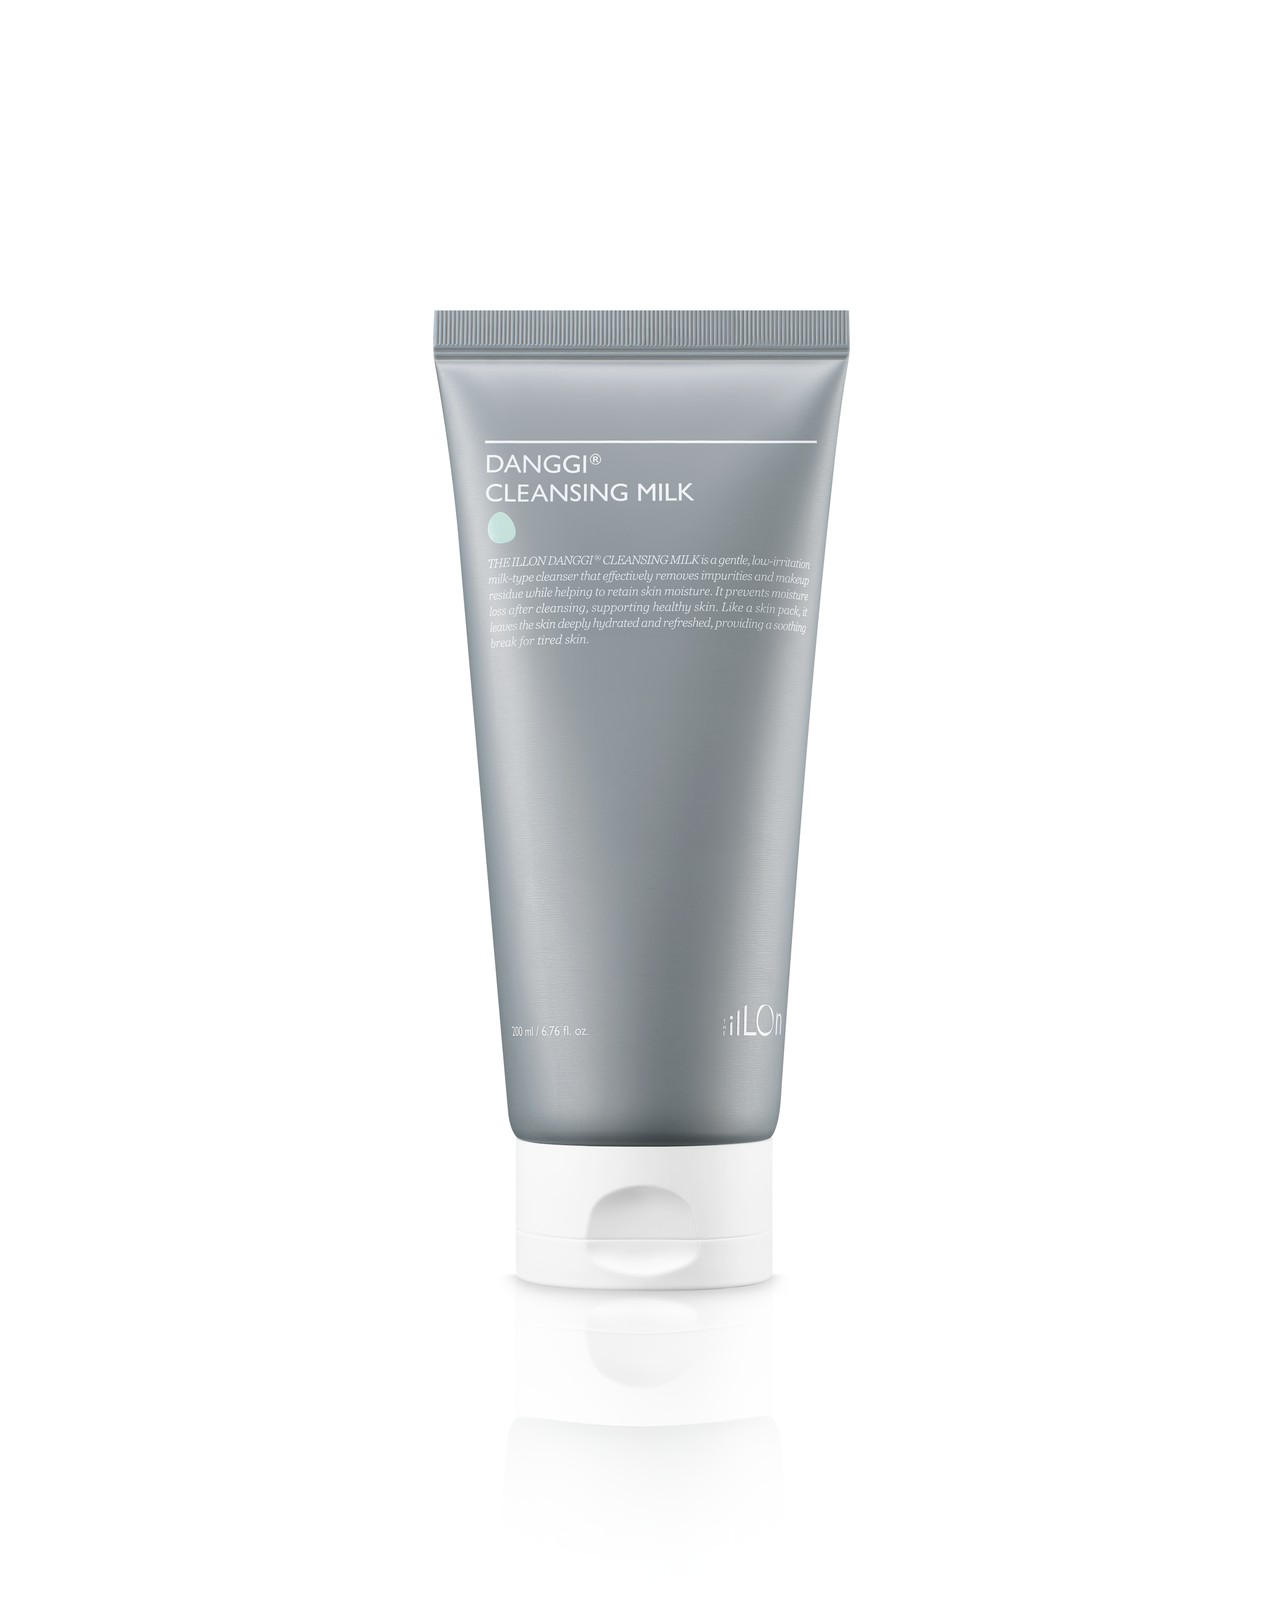 DANGGI®
CLEANSING MILK
THE ILLON DANGGI® CLEANSING MILK is a gentle, low-irritation
milk-type cleanser that effectively removes impurities and makeup
residue while helping to retain skin moisture. It prevents moisture
loss after cleansing, supporting healthy skin. Like a skin pack, it
leaves the skin deeply hydrated and refreshed, providing a soothing
break for tired skin.
200 ml / 6.76 fl. oz.
THE ilLOn